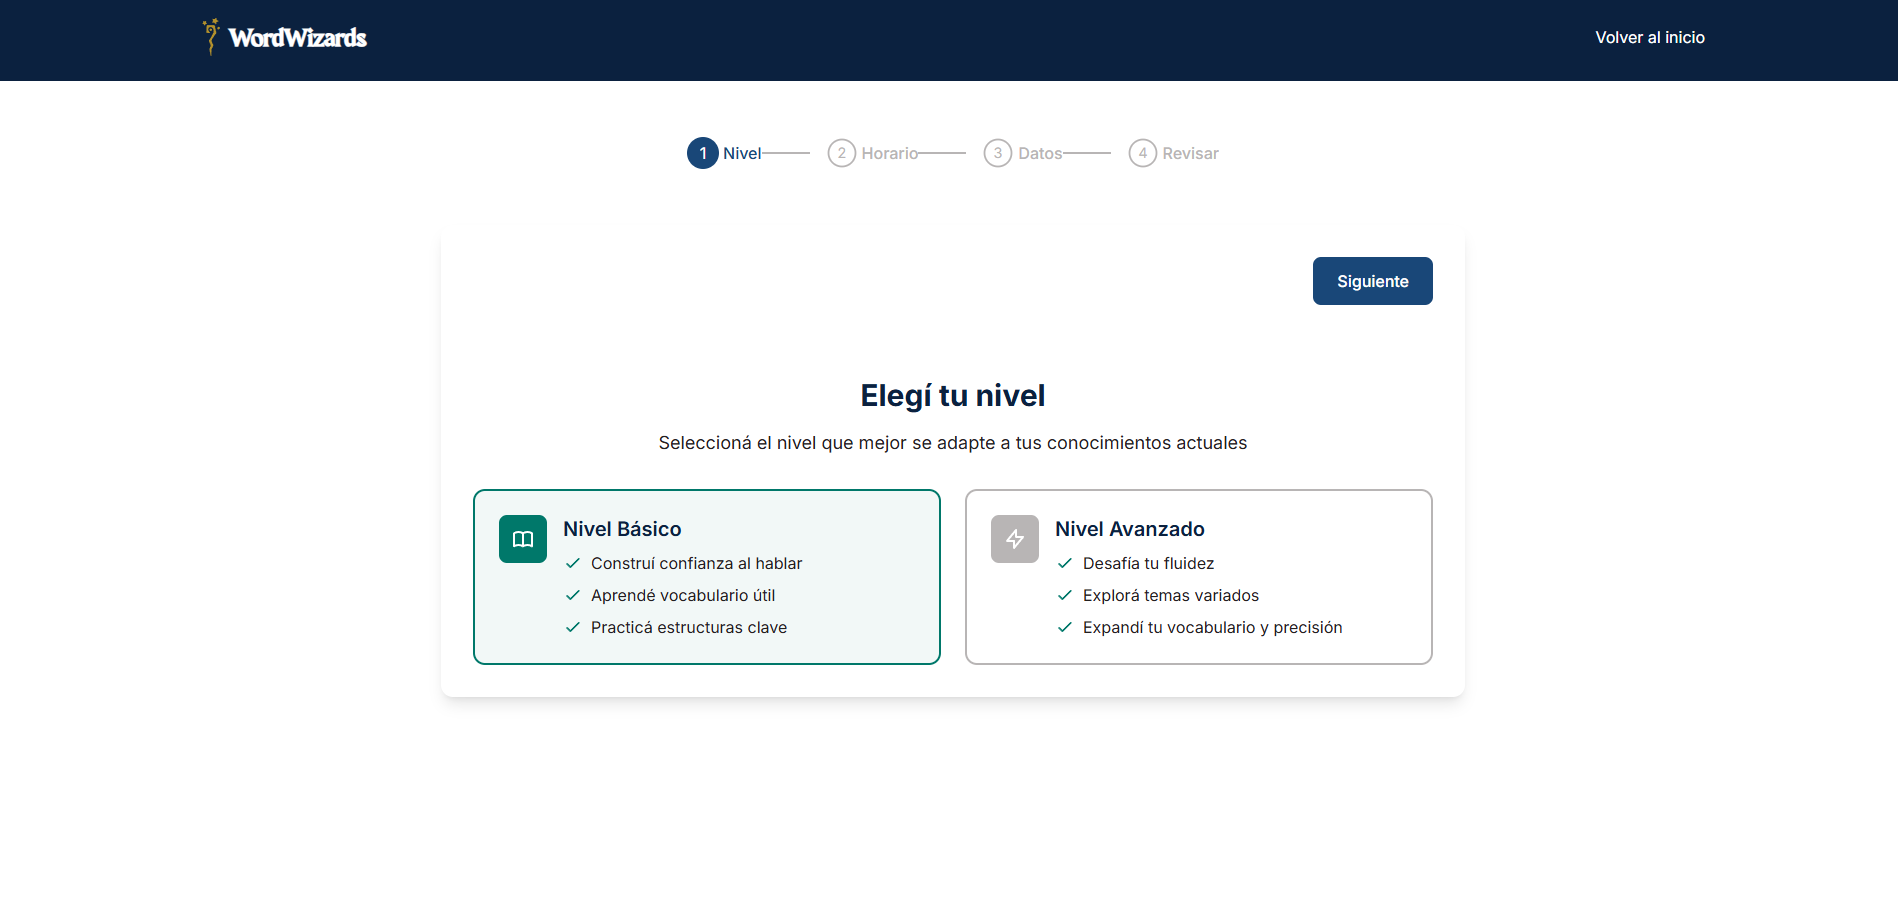 WordWizards
Volver al inicio
1 Nivel
2 Horario
3 Datos
4 Revisar
Siguiente
Elegí tu nivel
Seleccioná el nivel que mejor se adapte a tus conocimientos actuales
Nivel Básico
Construí confianza al hablar
Aprendé vocabulario útil
Practicá estructuras clave
Nivel Avanzado
Desafía tu fluidez
Explorá temas variados
Expandí tu vocabulario y precisión